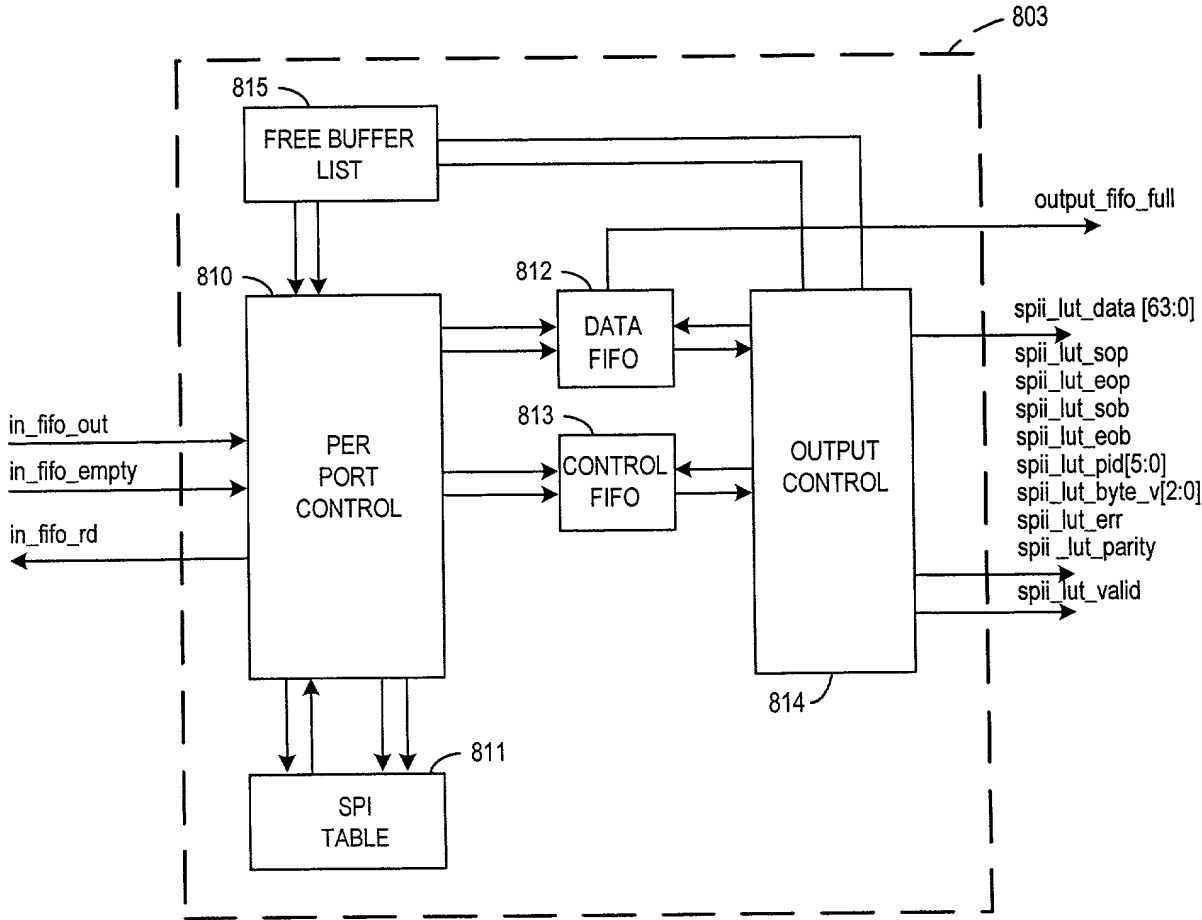 803
815
FREE BUFFER
LIST
output_fifo_full
810
812
DATA
FIFO
spii_lut_data [63:0]
spii_lut_sop
spii_lut_eop
spii_lut_sob
spii_lut_eob
spii_lut_pid[5:0]
spii_lut_byte_v[2:0]
spii_lut_err
spii _lut_parity
spii_lut_valid
in_fifo_out
in_fifo_empty
in_fifo_rd
PER
PORT
CONTROL
813
CONTROL
FIFO
OUTPUT
CONTROL
814
811
SPI
TABLE